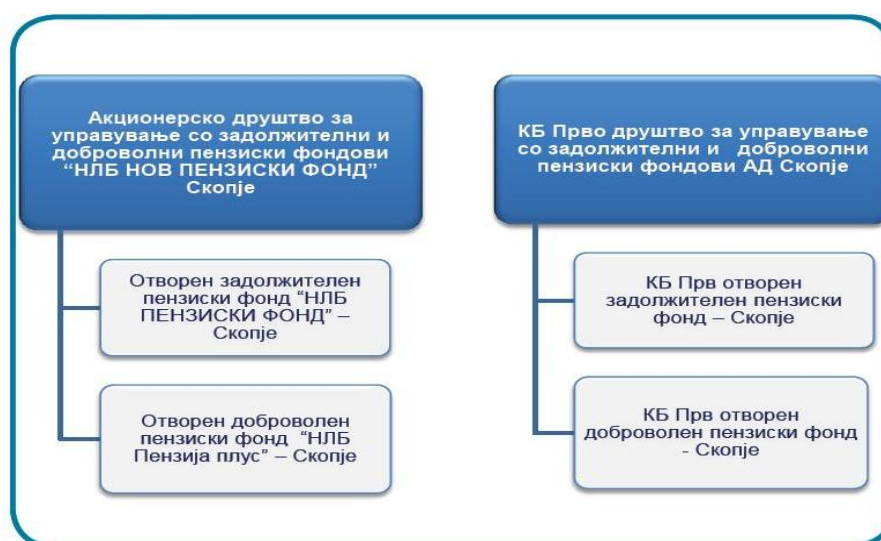 Акционерско друштво за
управување со задолжителни и
доброволни пензиски фондови
“НЛБ НОВ ПЕНЗИСКИ ФОНД”
Скопје
Отворен задолжителен
пензиски фонд “НЛБ
ПЕНЗИСКИ ФОНД” –
Скопје
Отворен доброволен
пензиски фонд “НЛБ
Пензија плус” – Скопје
КБ Прво друштво за управување
со задолжителни и доброволни
пензиски фондови АД Скопје
КБ Прв отворен
задолжителен пензиски
фонд – Скопје
КБ Прв отворен
доброволен пензиски фонд
- Скопје